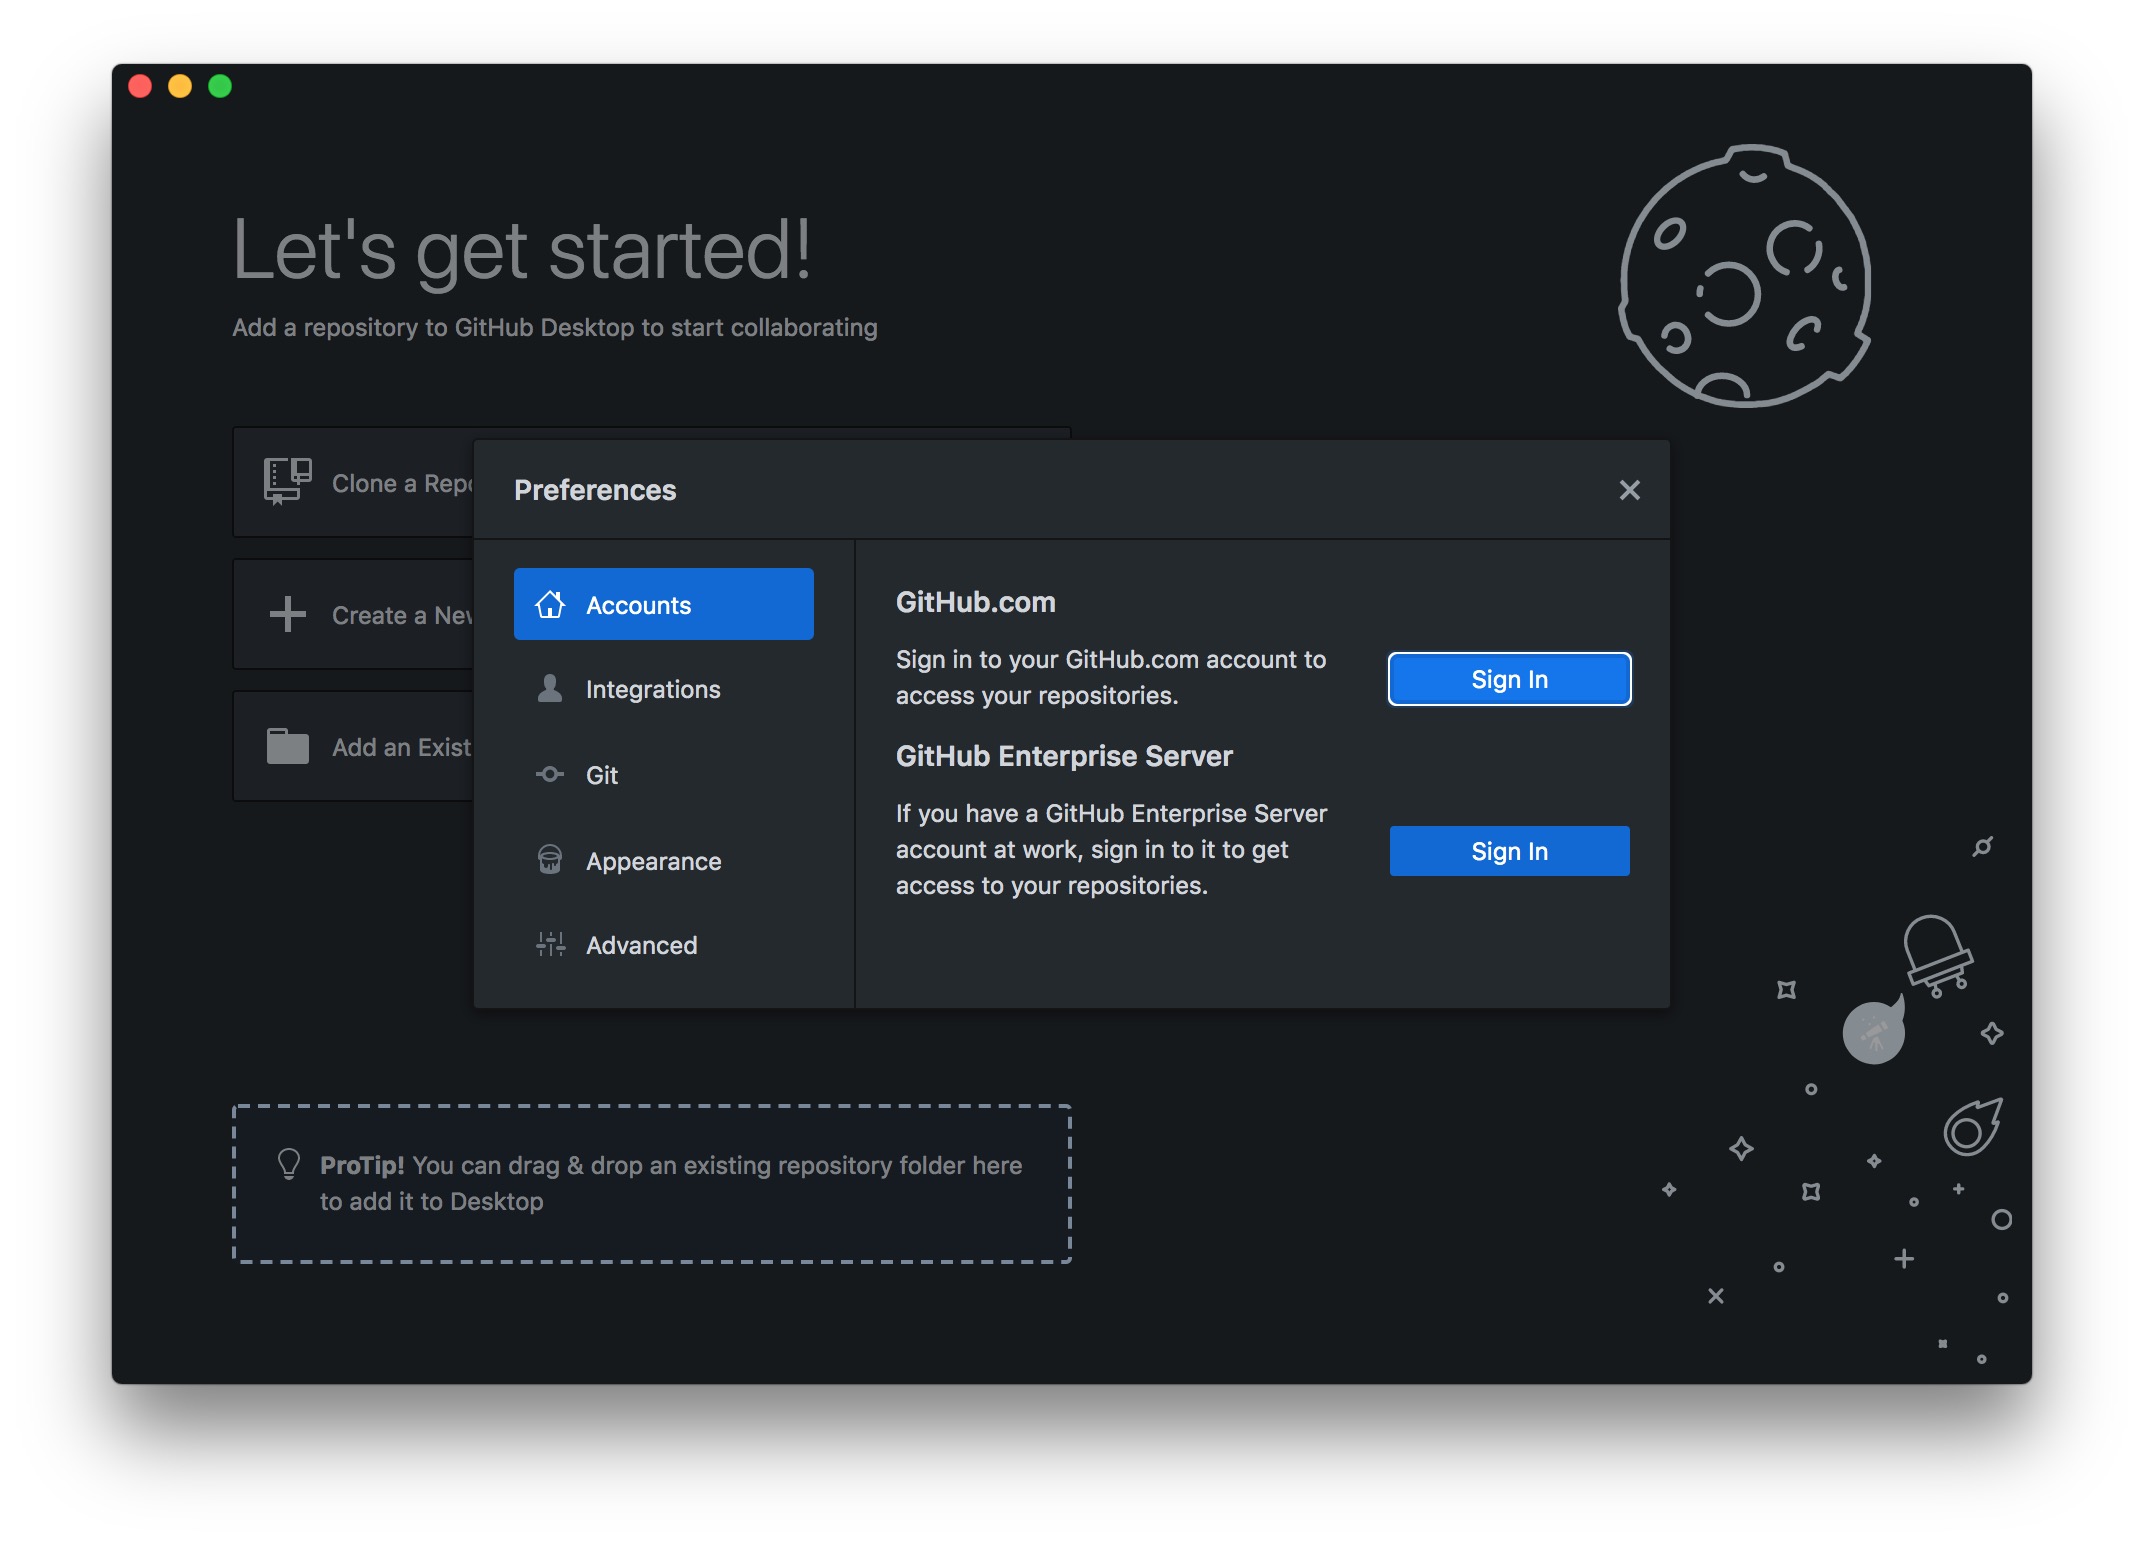 Let's get started!
Add a repository to GitHub Desktop to start collaborating
Clone a
Create a
Add an
Preferences
Accounts
Integrations
Git
Appearance
Advanced
GitHub.com
Sign in to your GitHub.com account to
access your repositories.
Sign In
GitHub Enterprise Server
If you have a GitHub Enterprise Server
account at work, sign in to it to get
access to your repositories.
Sign In
ProTip! You can drag & drop an existing repository folder here
to add it to Desktop